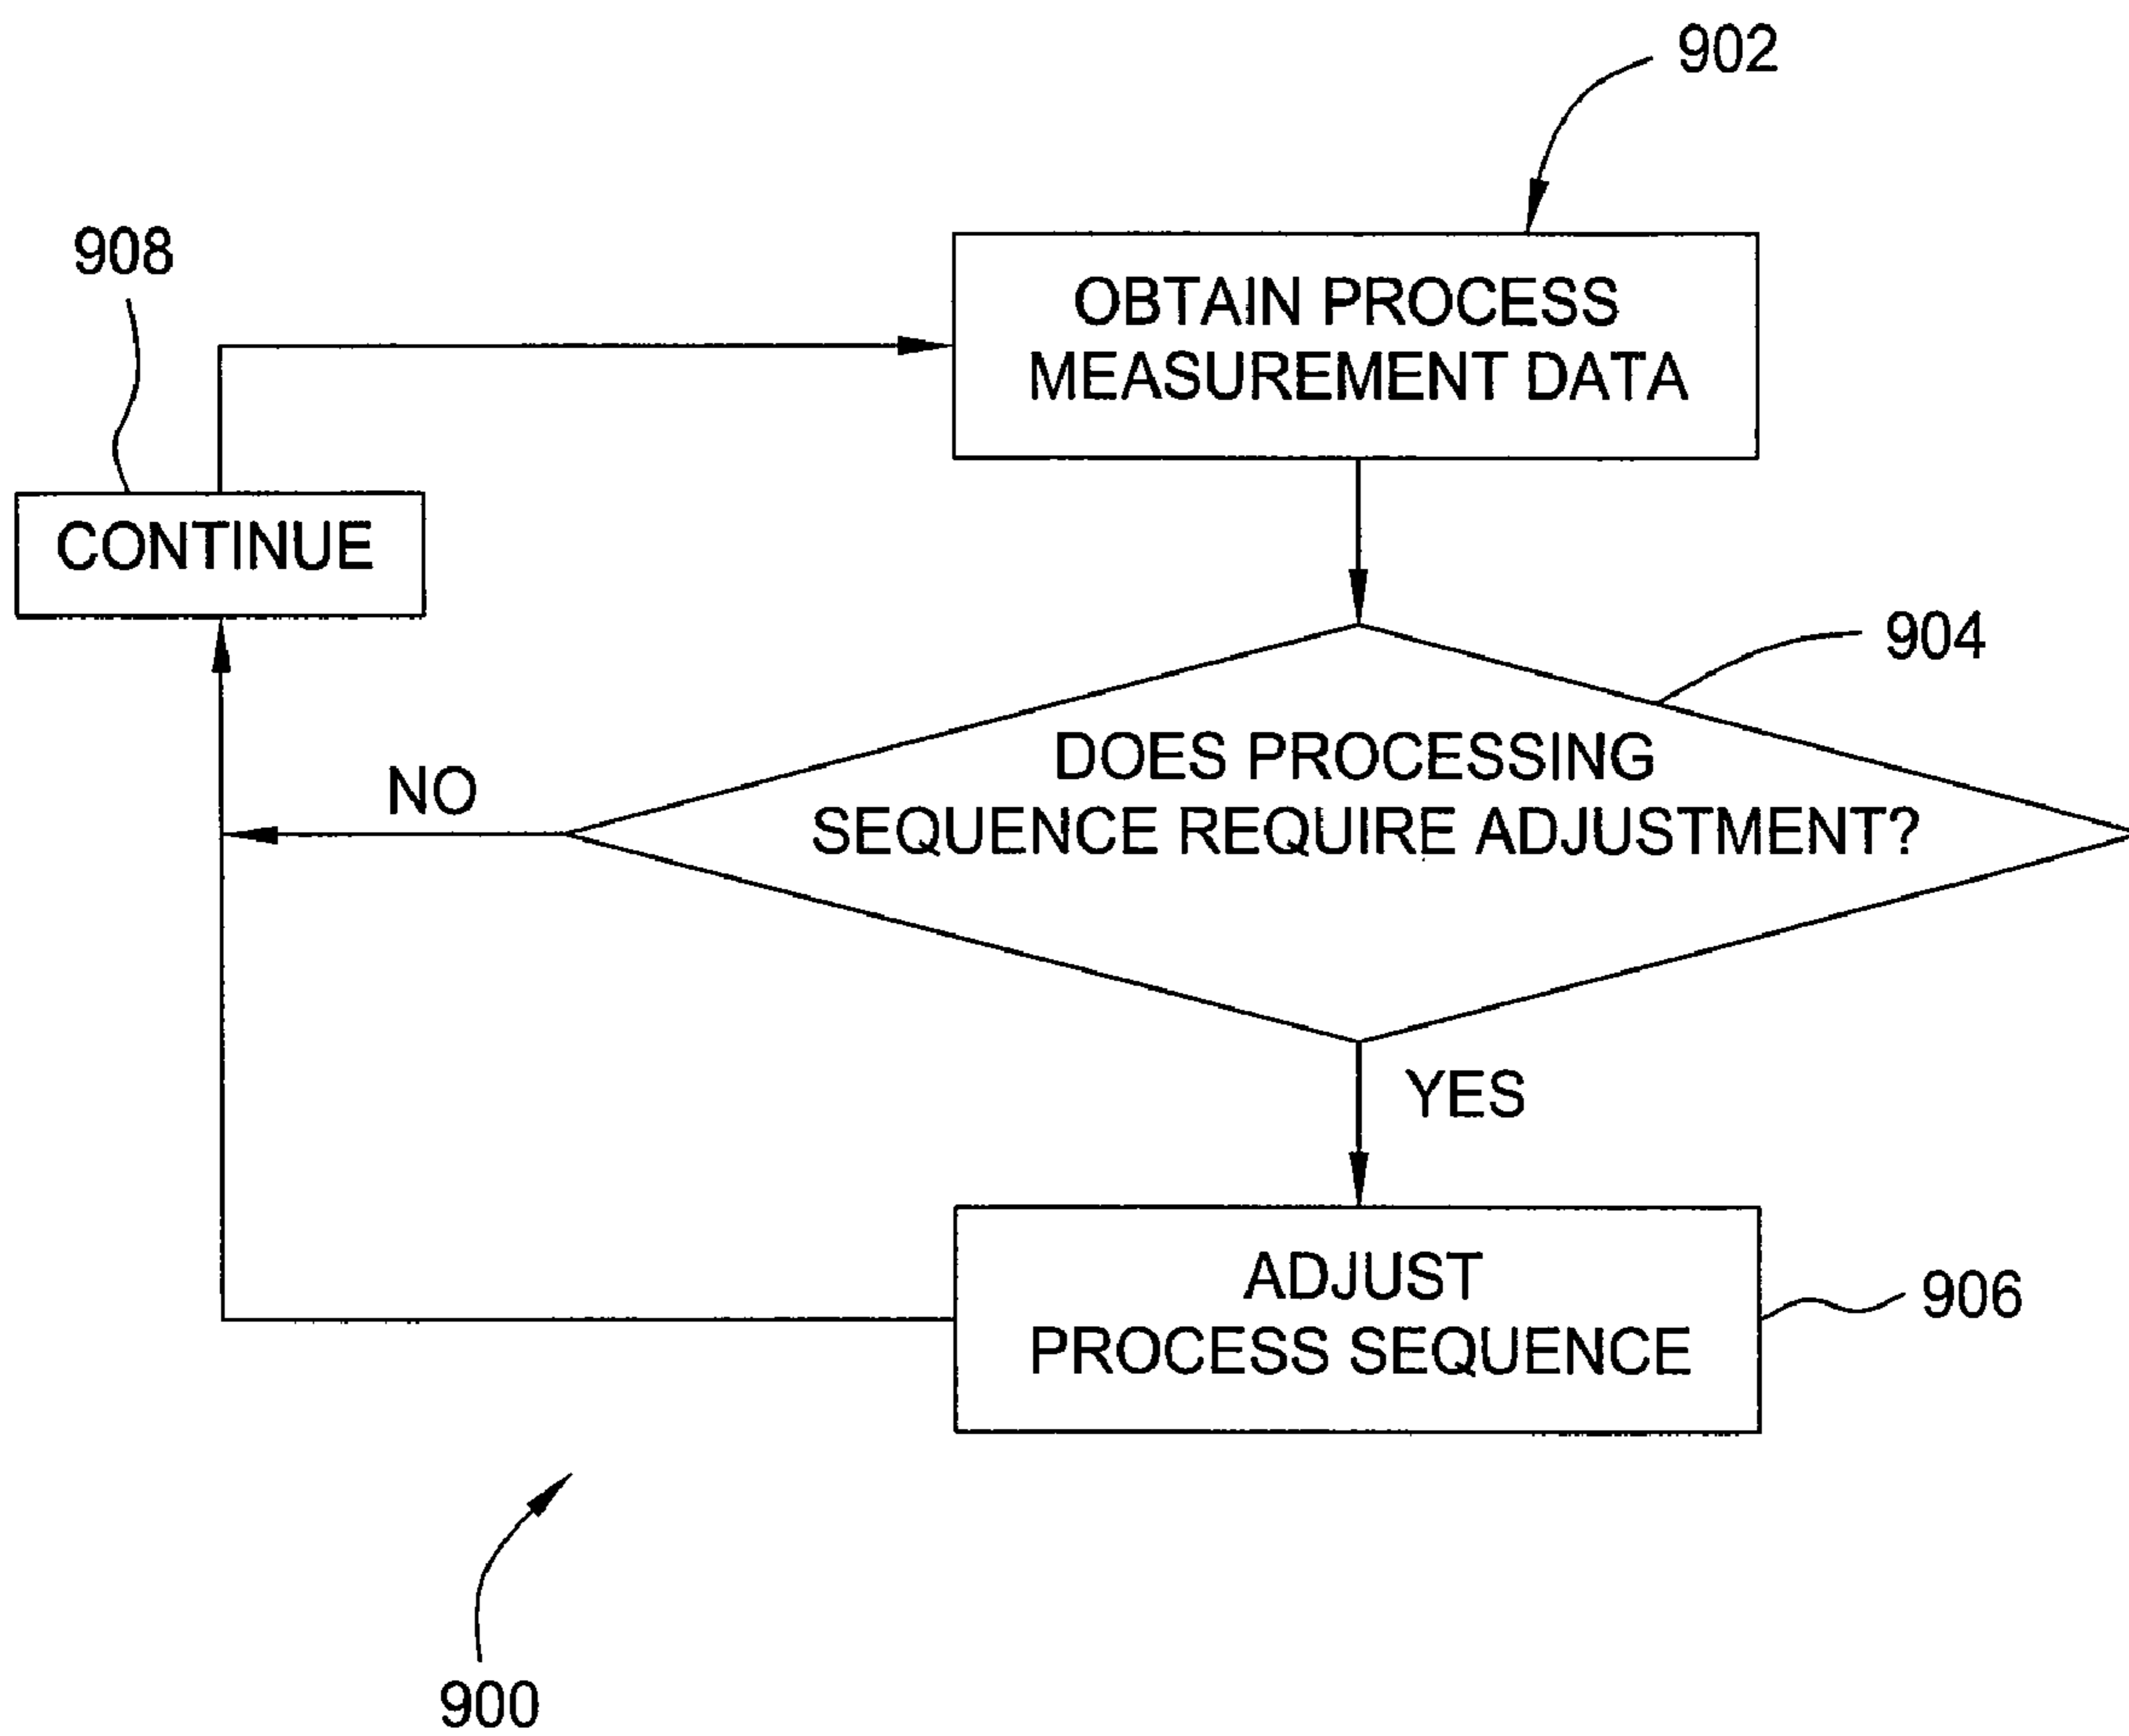 902
908
OBTAIN PROCESS
MEASUREMENT DATA
CONTINUE
904
DOES PROCESSING
SEQUENCE REQUIRE ADJUSTMENT?
NO
YES
ADJUST
PROCESS SEQUENCE
906
900